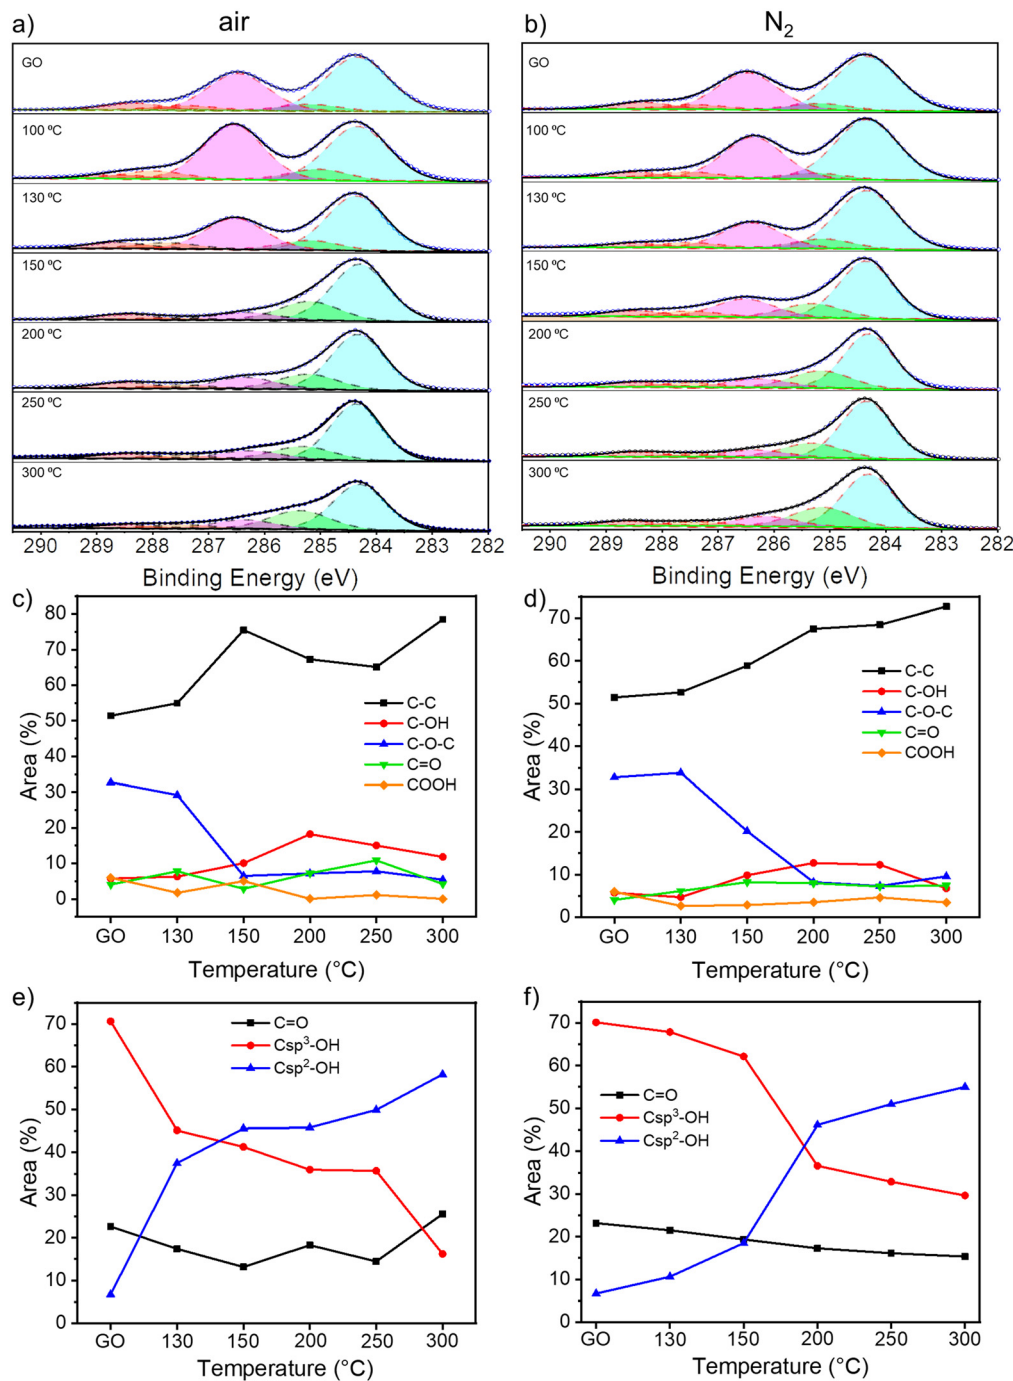 a) air
GO
100 ºC
130 ºC
150 ºC
200 ºC
250 ºC
300 ºC
290 289 288 287 286 285 284 283 282
Binding Energy (eV)
b) N₂
GO
100 ºC
130 ºC
150 ºC
200 ºC
250 ºC
300 ºC
290 289 288 287 286 285 284 283 282
Binding Energy (eV)
c)
Area (%)
80
70
60
50
40
30
20
10
0
C-C
C-OH
C-O-C
C=O
COOH
GO 130 150 200 250 300
Temperature (°C)
d)
Area (%)
70
60
50
40
30
20
10
0
C-C
C-OH
C-O-C
C=O
COOH
GO 130 150 200 250 300
Temperature (°C)
e)
Area (%)
70
60
50
40
30
20
10
0
C=O
Csp³-OH
Csp²-OH
GO 130 150 200 250 300
Temperature (°C)
f)
Area (%)
70
60
50
40
30
20
10
0
C=O
Csp³-OH
Csp²-OH
GO 130 150 200 250 300
Temperature (°C)